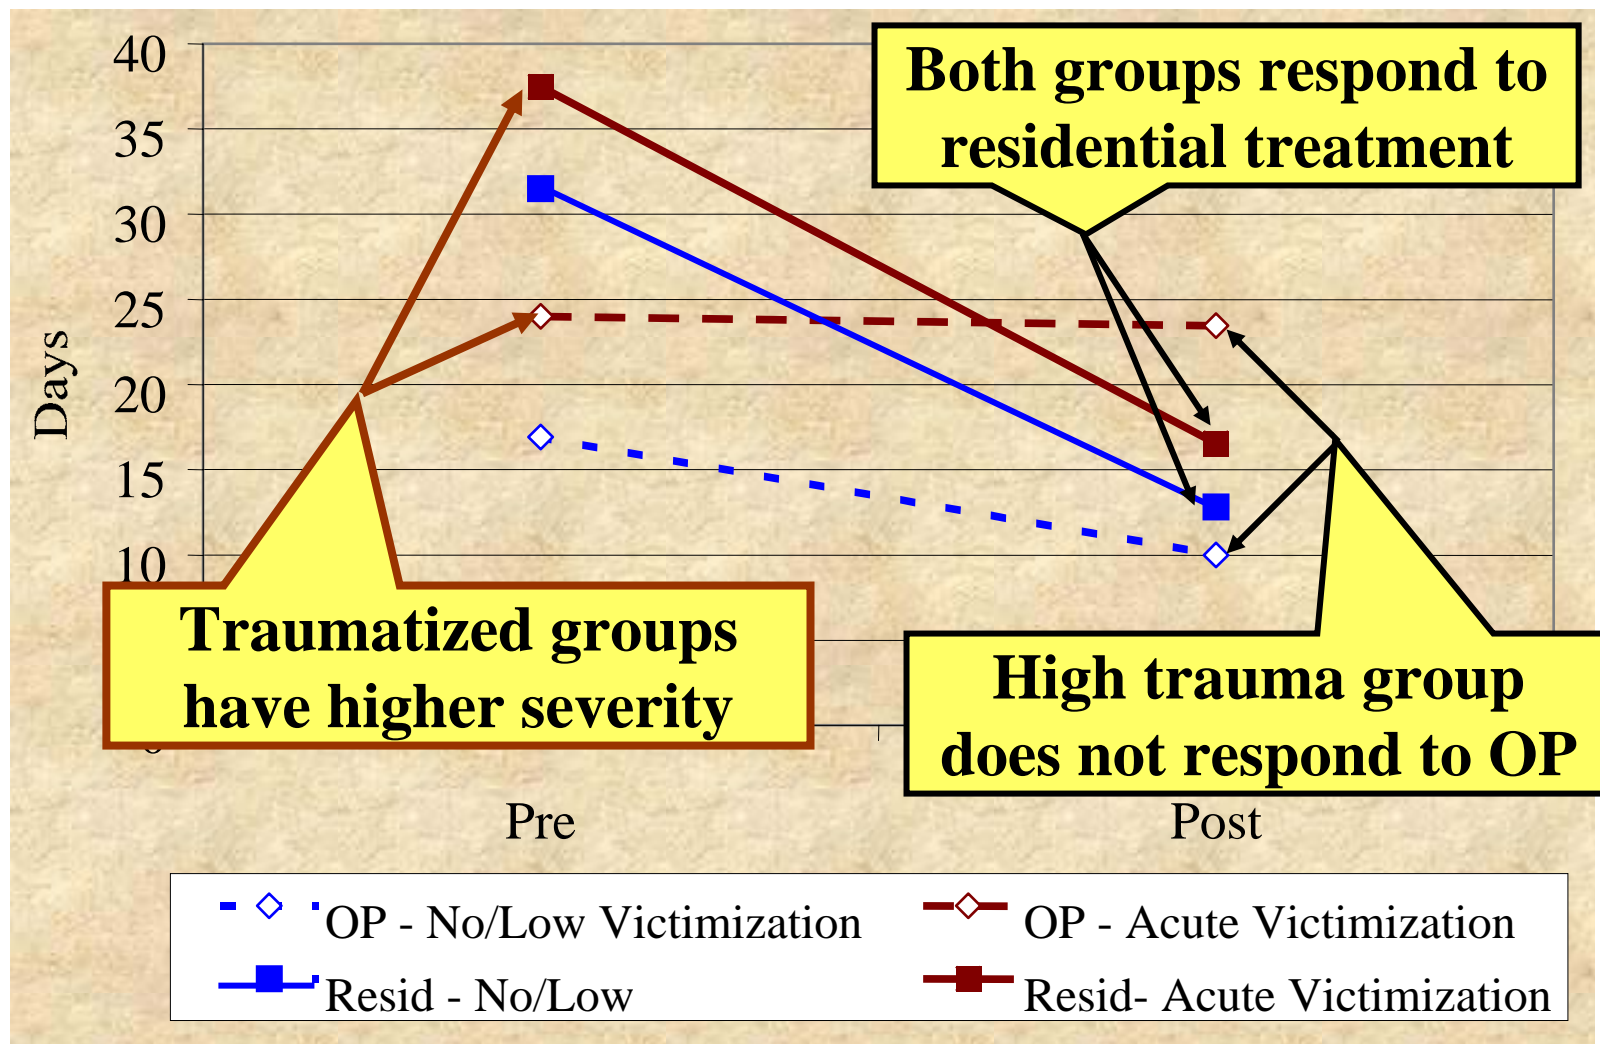 40
Both groups respond to
residential treatment
35
30
25
20
15
10
Days
Traumatized groups
have higher severity
High trauma group
does not respond to OP
Pre
Post
OP - No/Low Victimization
OP - Acute Victimization
Resid - No/Low
Resid- Acute Victimization